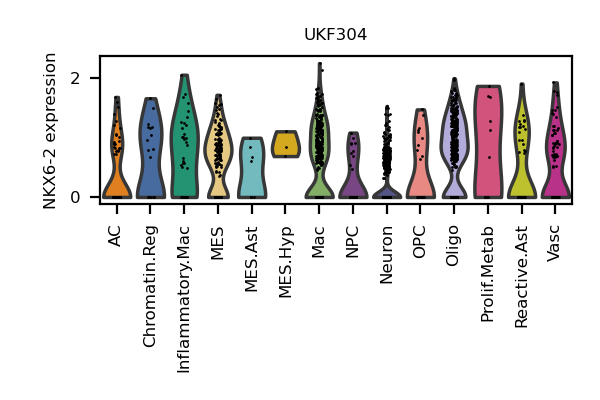 UKF304
NKX6-2 expression
2
0
AC
Chromatin.Reg
Inflammatory.Mac
MES
MES.Ast
MES.Hyp
Mac
NPC
Neuron
OPC
Oligo
Prolif.Metab
Reactive.Ast
Vasc